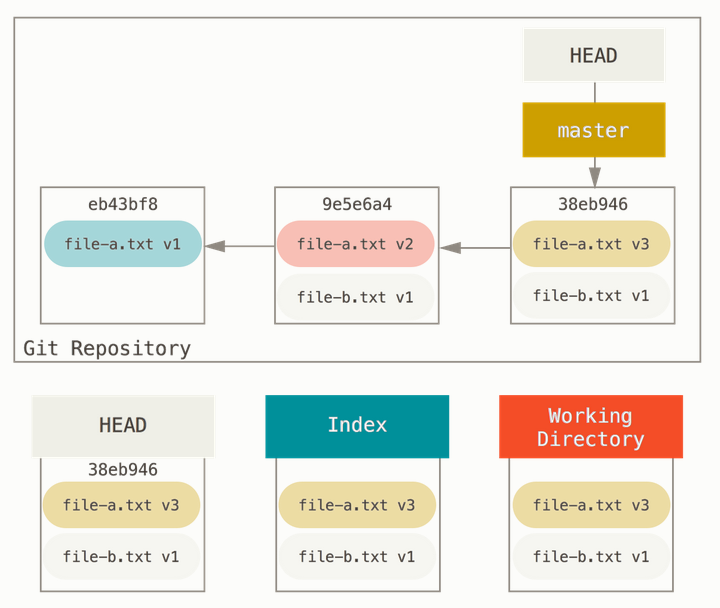 HEAD
master
eb43bf8
9e5e6a4
38eb946
file-a.txt v1
file-a.txt v2
file-a.txt v3
file-b.txt v1
file-b.txt v1
Git Repository
HEAD
Index
Working
Directory
38eb946
file-a.txt v3
file-a.txt v3
file-a.txt v3
file-b.txt v1
file-b.txt v1
file-b.txt v1